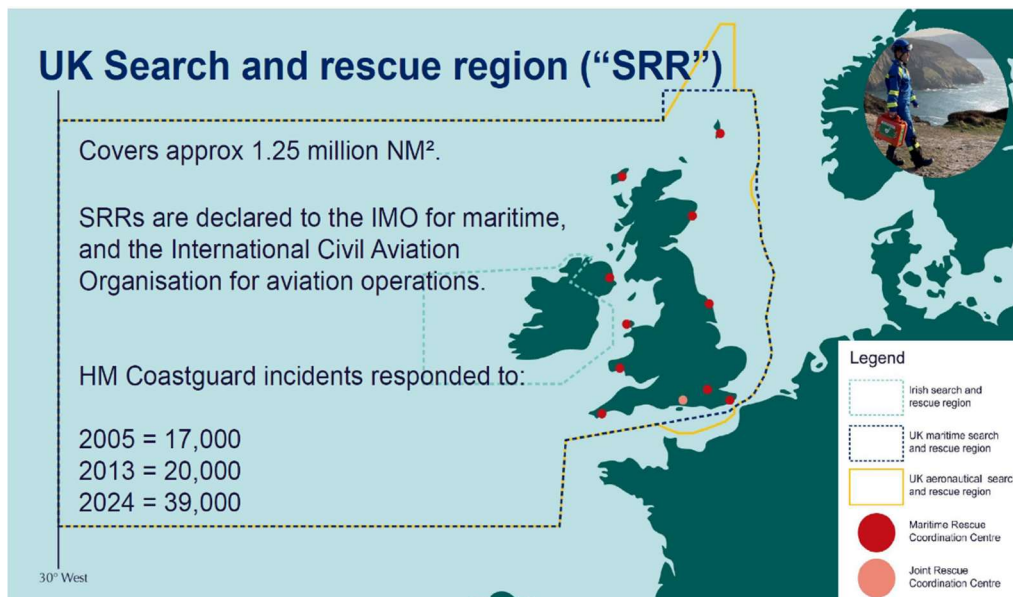 UK Search and rescue region (“SRR”)
Covers approx 1.25 million NM².
SRRs are declared to the IMO for maritime,
and the International Civil Aviation
Organisation for aviation operations.
HM Coastguard incidents responded to:
2005 = 17,000
2013 = 20,000
2024 = 39,000
30° West
Legend
Irish search and
rescue region
UK maritime search
and rescue region
UK aeronautical search
and rescue region
Maritime Rescue
Coordination Centre
Joint Rescue
Coordination Centre